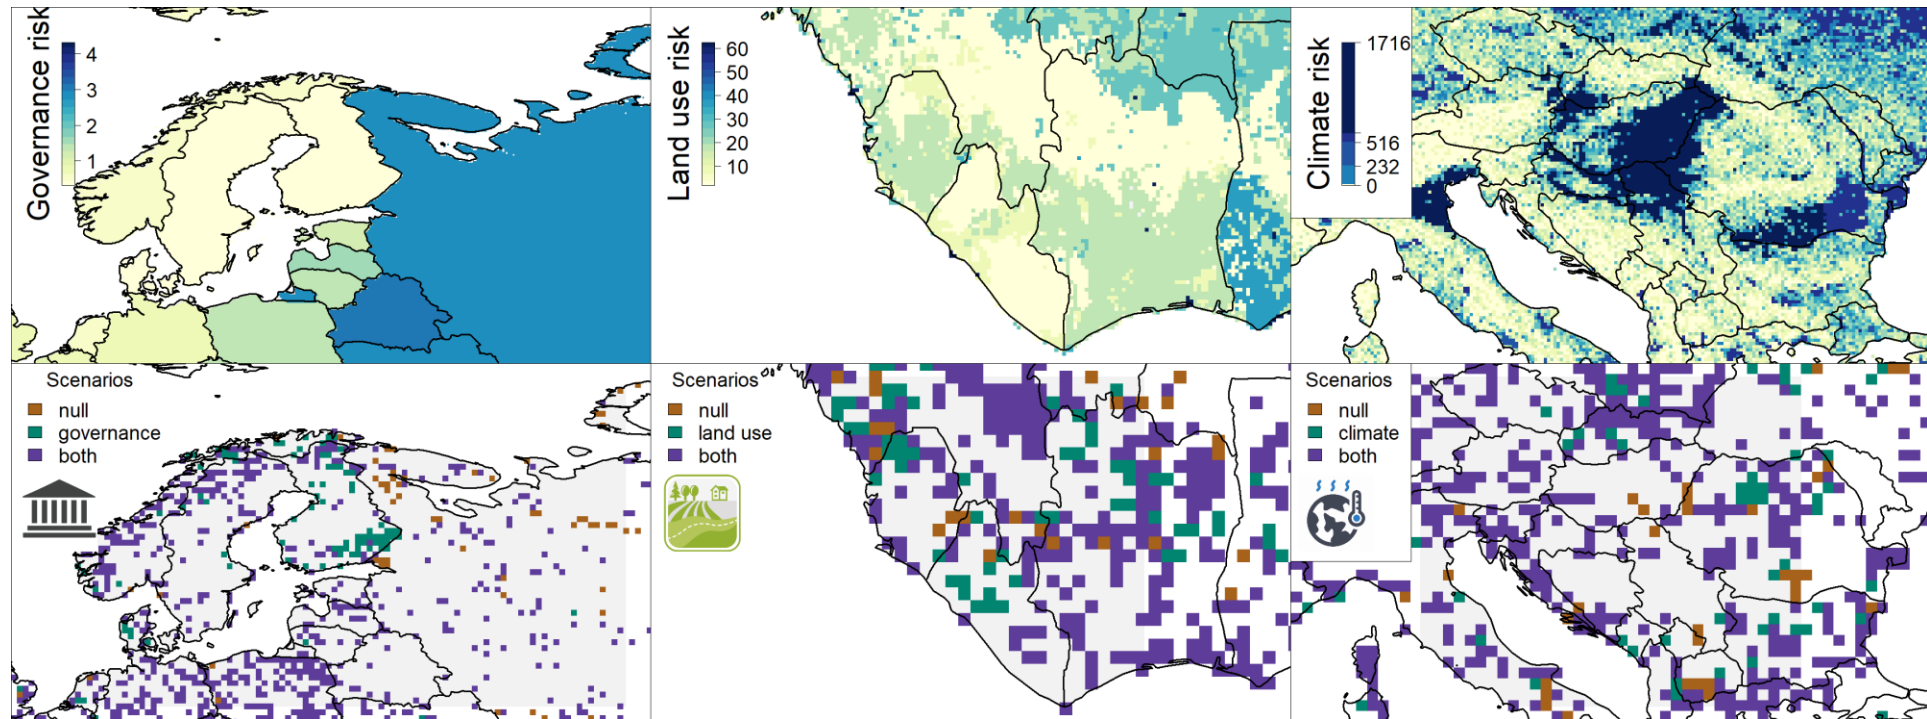 Governance risk
4
3
2
1
Land use risk
60
50
40
30
20
10
Climate risk
1716
516
232
0
Scenarios
null
governance
both
Scenarios
null
land use
both
Scenarios
null
climate
both